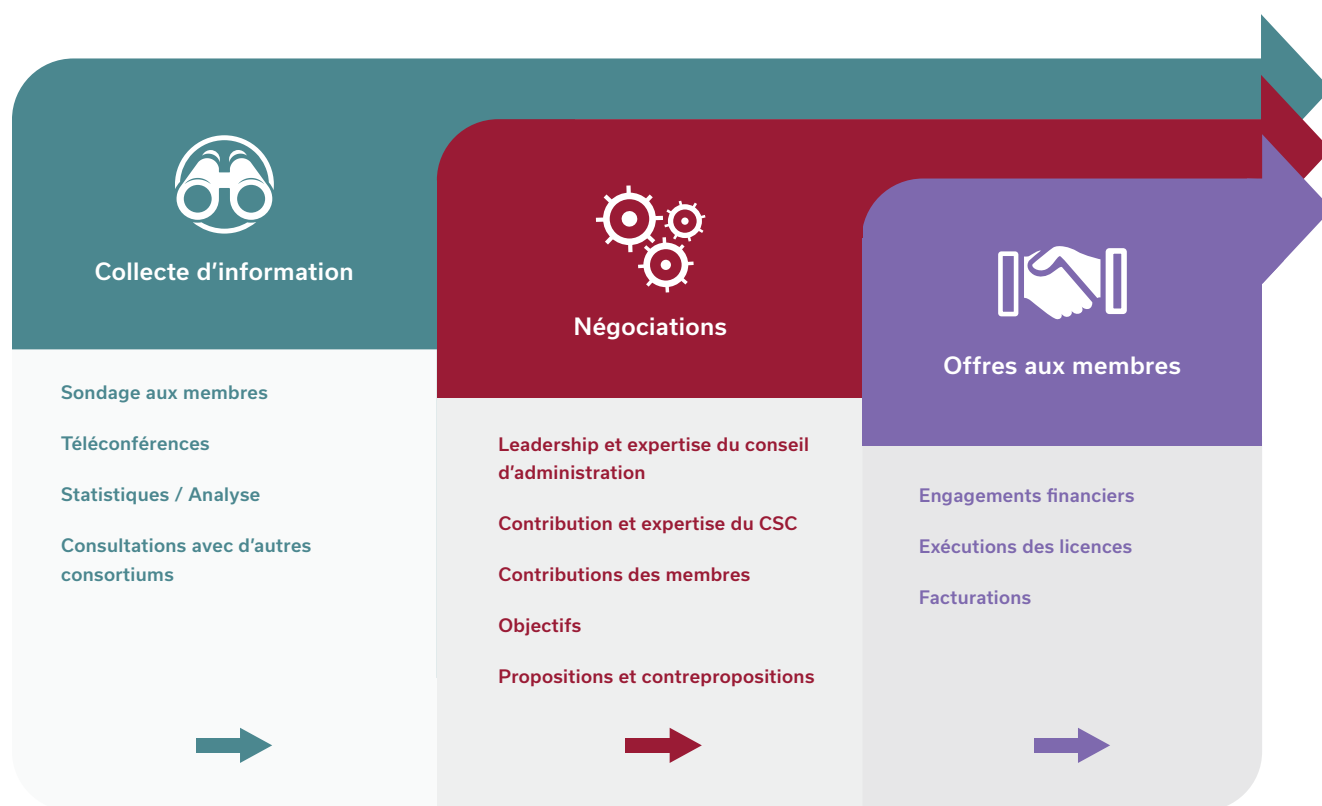 Collecte d’information
Sondage aux membres
Téléconférences
Statistiques / Analyse
Consultations avec d’autres
consortiums
Négociations
Leadership et expertise du conseil
d’administration
Contribution et expertise du CSC
Contributions des membres
Objectifs
Propositions et contrepropositions
Offres aux membres
Engagements financiers
Exécutions des licences
Facturations